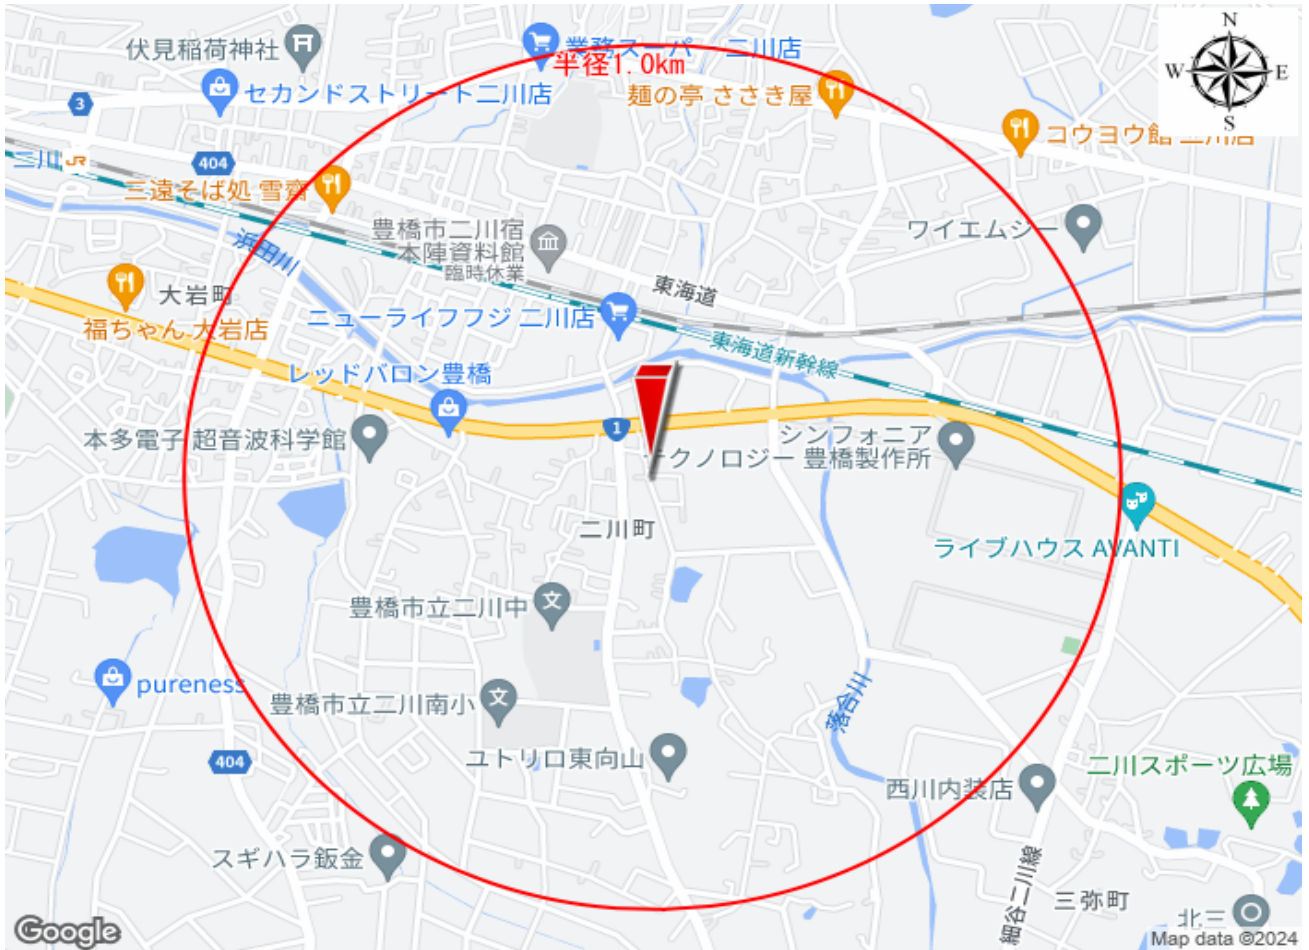 伏見稲荷神社
業務スーパー 二川店
半径1.0km
N
W E
S
セカンドストリート二川店
麺の亭 ささき屋
3
コウヨウ館 二川店
404
二川
JR
三遠そば処 雪齋
豊橋市二川宿
本陣資料館
臨時休業
ワイエムシー
浜田川
大岩町
東海道
ニューライフフジ 二川店
福ちゃん 大岩店
東海道新幹線
レッドバロン豊橋
1
本多電子 超音波科学館
シンフォニア
テクノロジー 豊橋製作所
二川町
ライブハウス AVANTI
豊橋市立二川中
文
pureness
豊橋市立二川南小
文
落合川
404
ユトリロ東向山
西川内装店
二川スポーツ広場
スギハラ鈑金
細谷二川線
三弥町
北三
Google
Map data ©2024